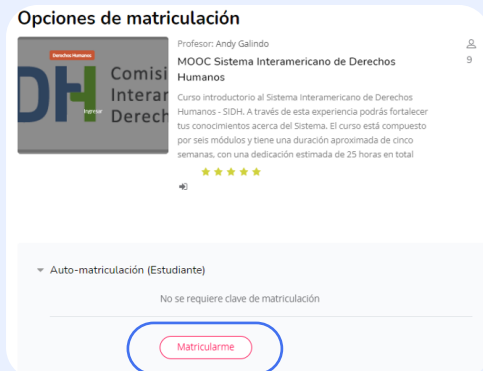 Opciones de matriculación
Profesor: Andy Galindo
9
MOOC Sistema Interamericano de Derechos
Humanos
Derechos Humanos
DH
Comisi
Interar
Derech
Ingresar
Curso introductorio al Sistema Interamericano de Derechos
Humanos - SIDH. A través de esta experiencia podrás fortalecer
tus conocimientos acerca del Sistema. El curso está compuesto
por seis módulos y tiene una duración aproximada de cinco
semanas, con una dedicación estimada de 25 horas en total
Auto-matriculación (Estudiante)
No se requiere clave de matriculación
Matricularme